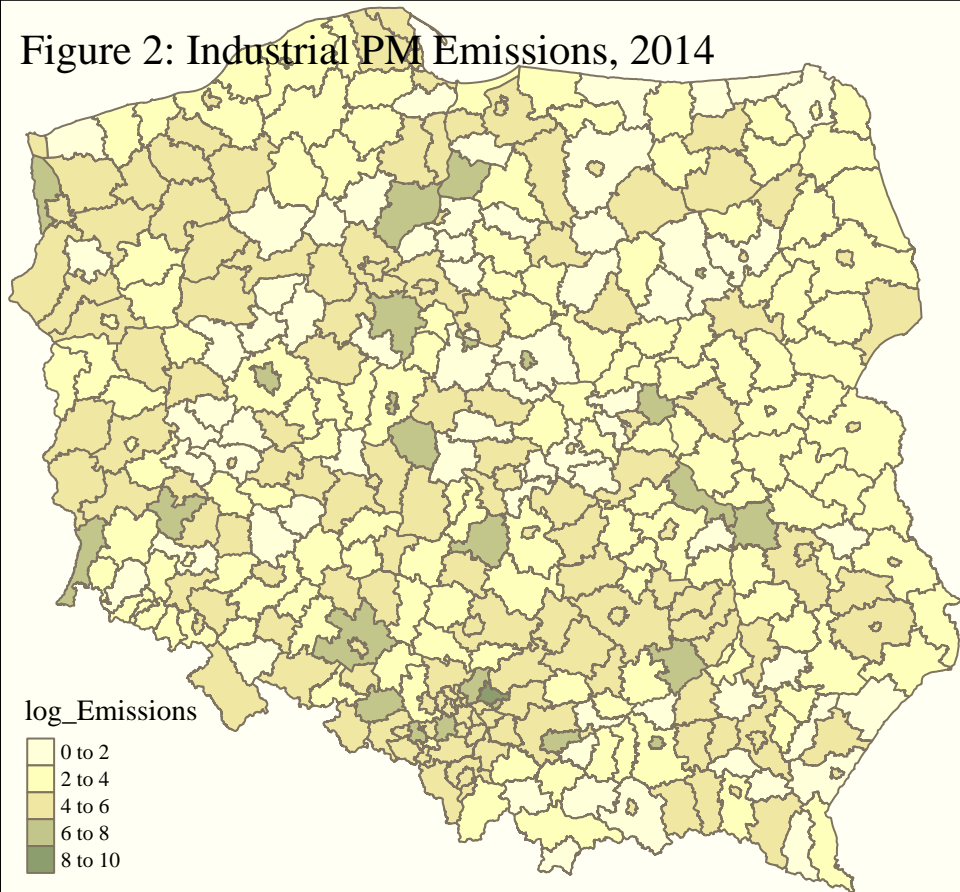 Figure 2: Industrial PM Emissions, 2014
log_Emissions
0 to 2
2 to 4
4 to 6
6 to 8
8 to 10